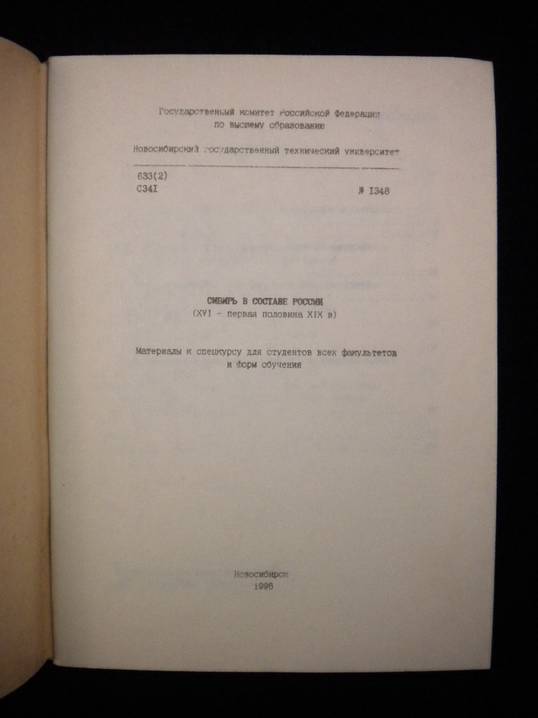 Государственный комитет Российской Федерации
по высшему образованию
Новосибирский государственный технический университет
633(2)
С34I
№ I348
СИБИРЬ В СОСТАВЕ РОССИИ
(XVI - первая половина XIX в)
Материалы к спецкурсу для студентов всех факультетов
и форм обучения
Новосибирск